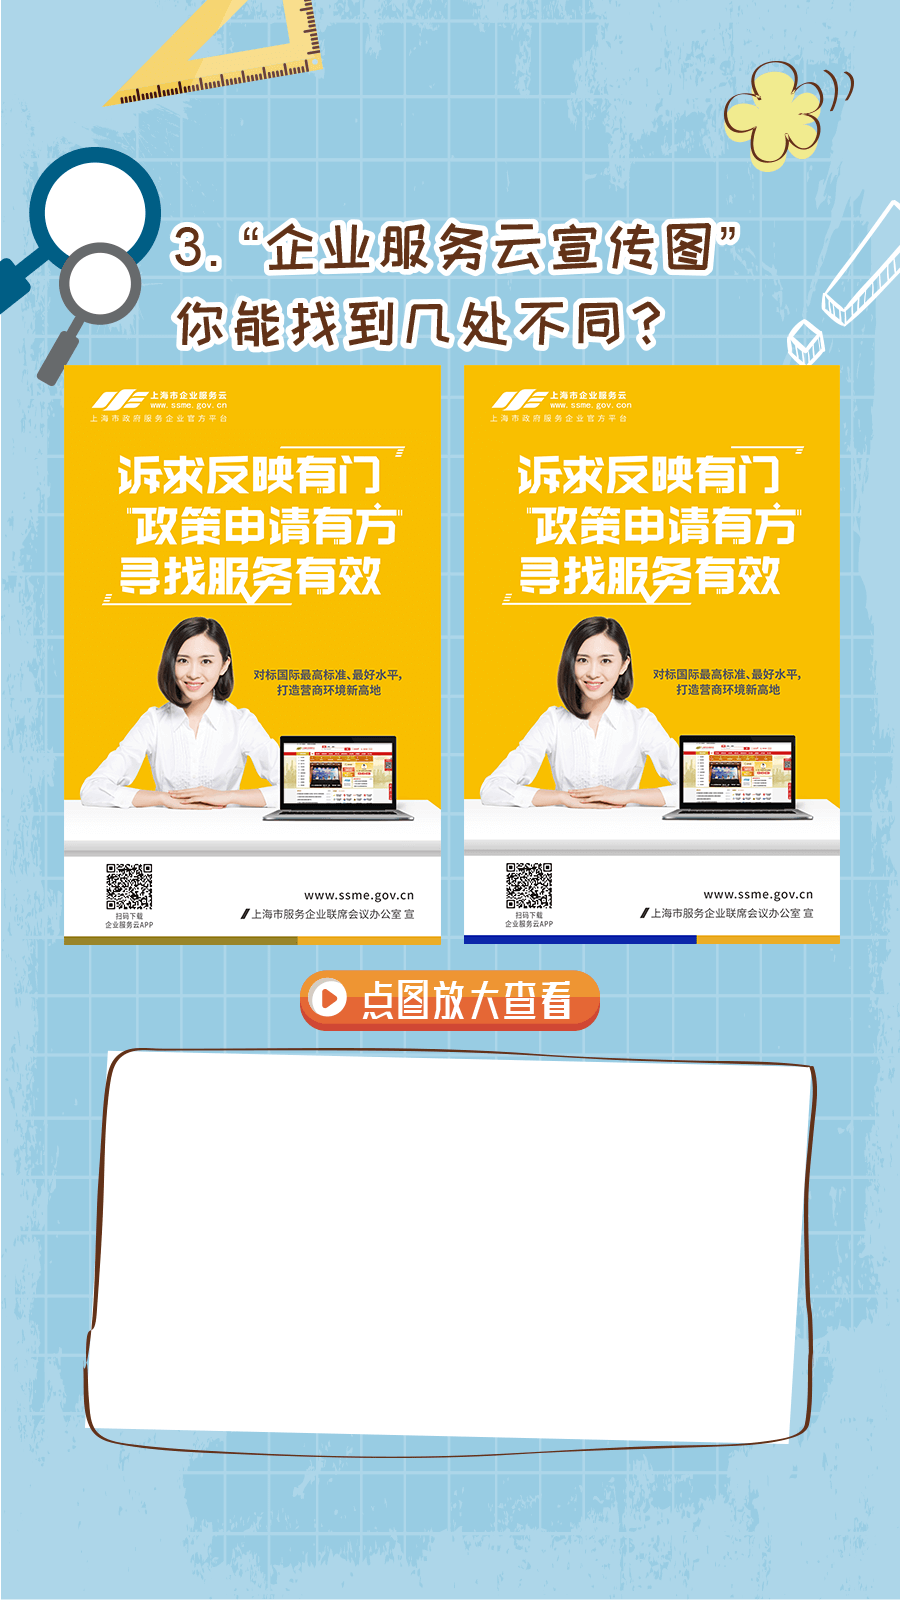 3.“企业服务云宣传图”
你能找到几处不同?
上海市企业服务云
www.ssme.gov.cn
上海市政府服务企业官方平台
诉求反映有门
"政策申请有方"
寻找服务有效
对标国际最高标准、最好水平,
打造营商环境新高地
扫码下载
企业服务云APP
www.ssme.gov.cn
上海市服务企业联席会议办公室 宣
上海市企业服务云
www.ssme.gov.con
上海市政府服务企业官方平台
诉求反映有门
"政策申请有方"
寻找服务有效
对标国际最高标准、最好水平,
打造营商环境新高地
扫码下载
企业服务云APP
www.ssme.gov.cn
上海市服务企业联席会议办公室 宣
点图放大查看